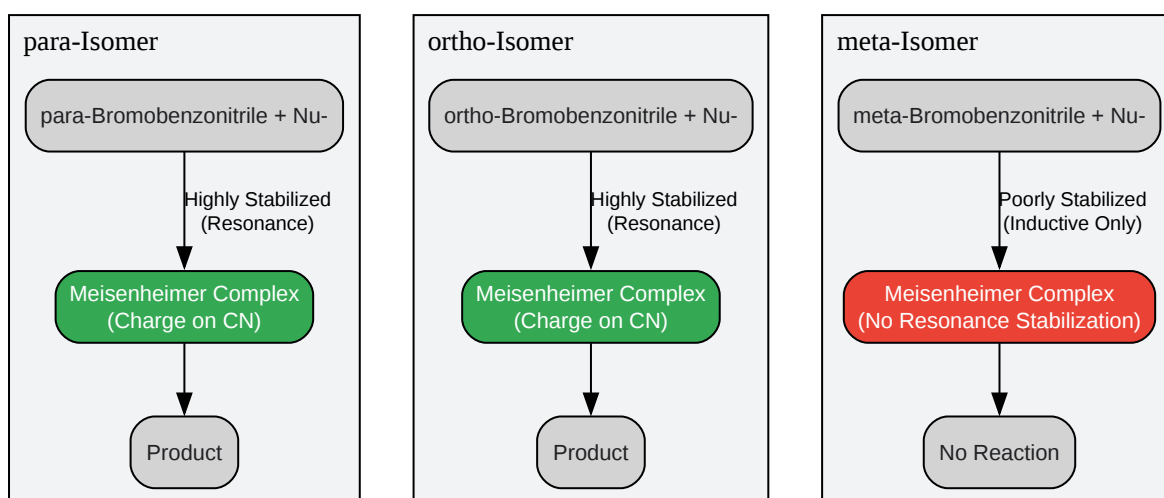 para-Isomer
para-Bromobenzonitrile + Nu-
Highly Stabilized
(Resonance)
Meisenheimer Complex
(Charge on CN)
Product
ortho-Isomer
ortho-Bromobenzonitrile + Nu-
Highly Stabilized
(Resonance)
Meisenheimer Complex
(Charge on CN)
Product
meta-Isomer
meta-Bromobenzonitrile + Nu-
Poorly Stabilized
(Inductive Only)
Meisenheimer Complex
(No Resonance Stabilization)
No Reaction